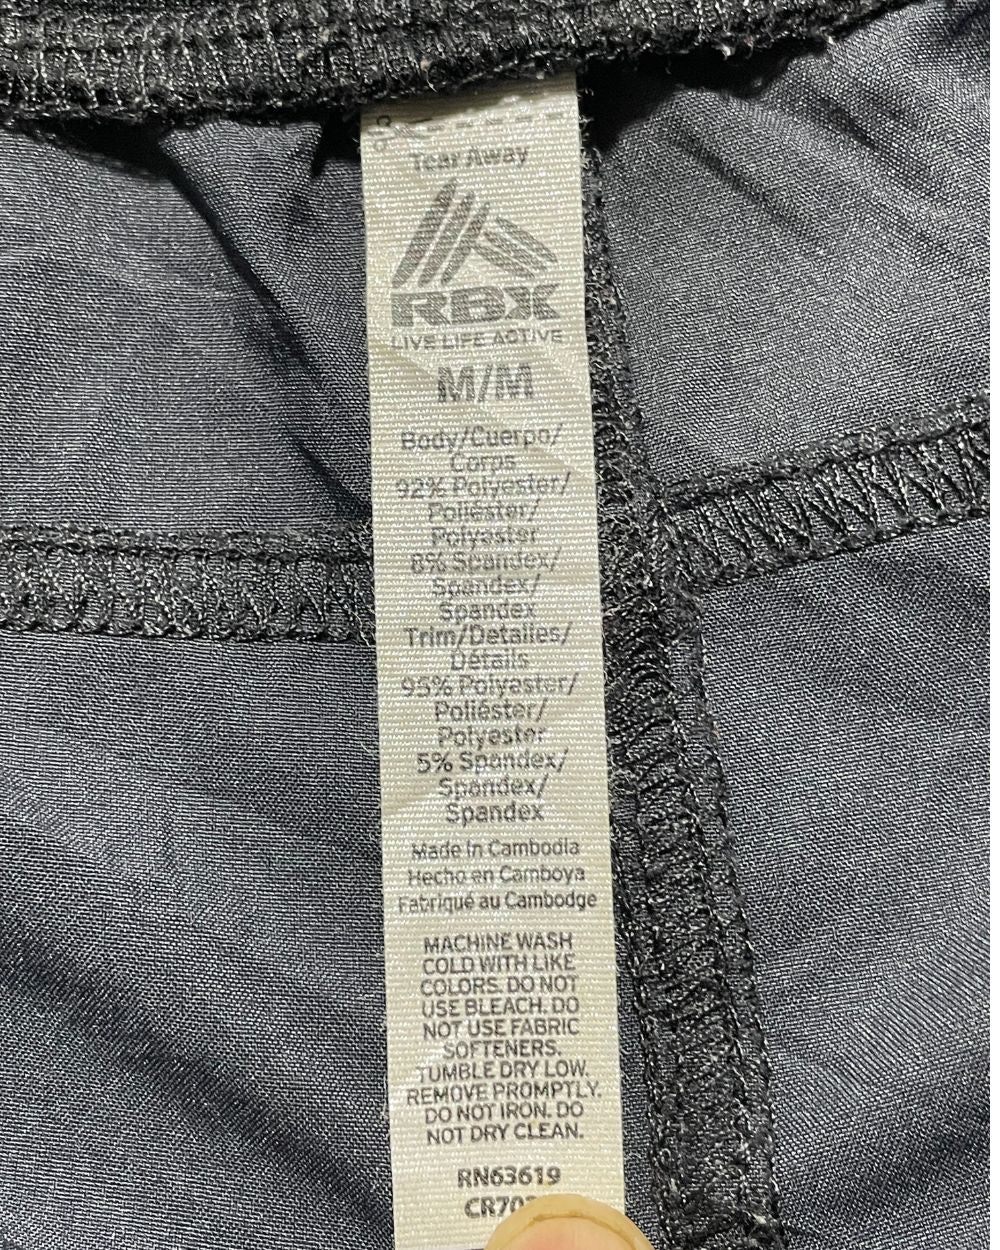 Tear Away
RBX
LIVE LIFE ACTIVE
M/M
Body/Cuerpo/
Corps
92% Polyester/
Poliéster/
Polyester
8% Spandex/
Spandex/
Spandex
Trim/Detalles/
Détails
95% Polyester/
Poliéster/
Polyester
5% Spandex/
Spandex/
Spandex
Made in Cambodia
Hecho en Camboya
Fabriqué au Cambodge
MACHINE WASH
COLD WITH LIKE
COLORS. DO NOT
USE BLEACH. DO
NOT USE FABRIC
SOFTENERS.
TUMBLE DRY LOW.
REMOVE PROMPTLY.
DO NOT IRON. DO
NOT DRY CLEAN.
RN63619